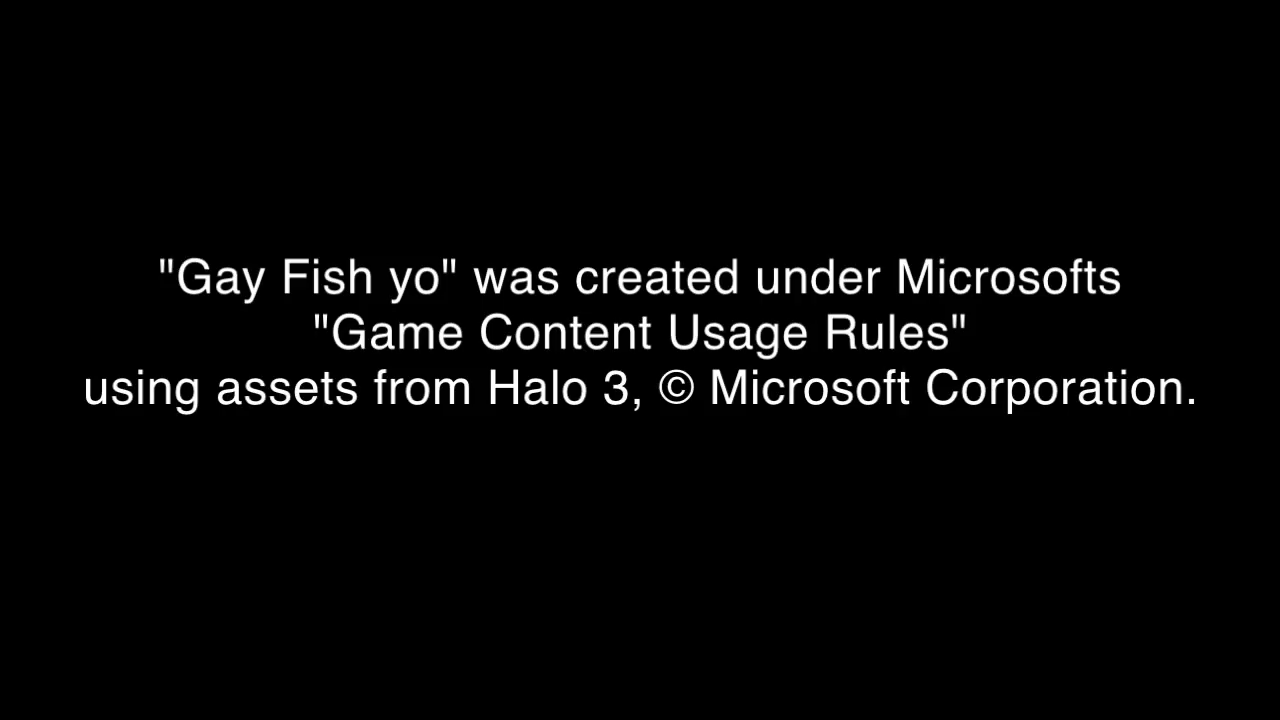 "Gay Fish yo" was created under Microsofts
"Game Content Usage Rules"
using assets from Halo 3, © Microsoft Corporation.